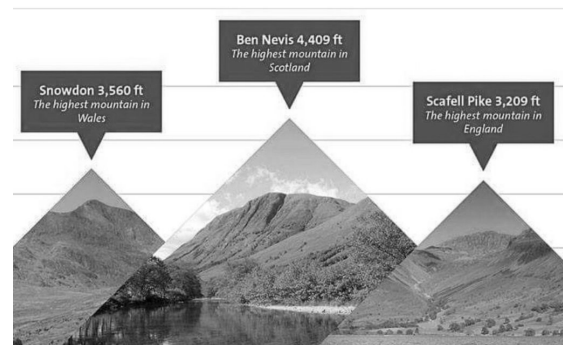 Ben Nevis 4,409 ft
The highest mountain in
Scotland
Snowdon 3,560 ft
The highest mountain in
Wales
Scafell Pike 3,209 ft
The highest mountain in
England